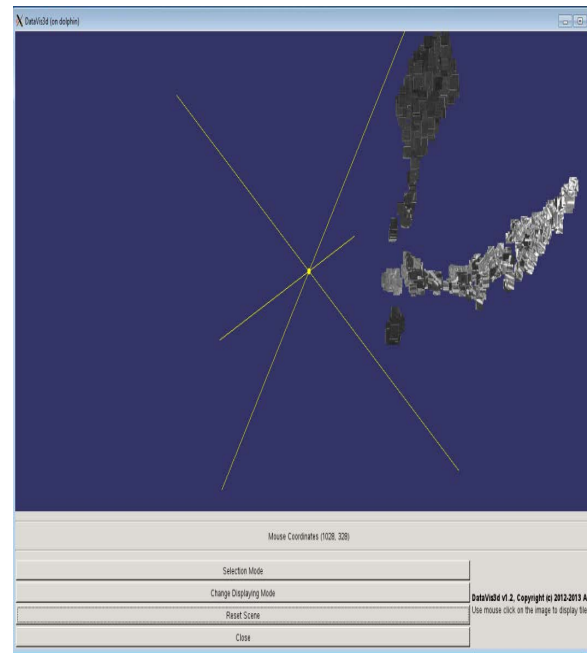 DataVis3d (on dolphin)
Mouse Coordinates (1028, 328)
Selection Mode
Change Displaying Mode
DataVis3d v1.2, Copyright (c) 2012-2013 A
Use mouse click on the image to display tile
Reset Scene
Close